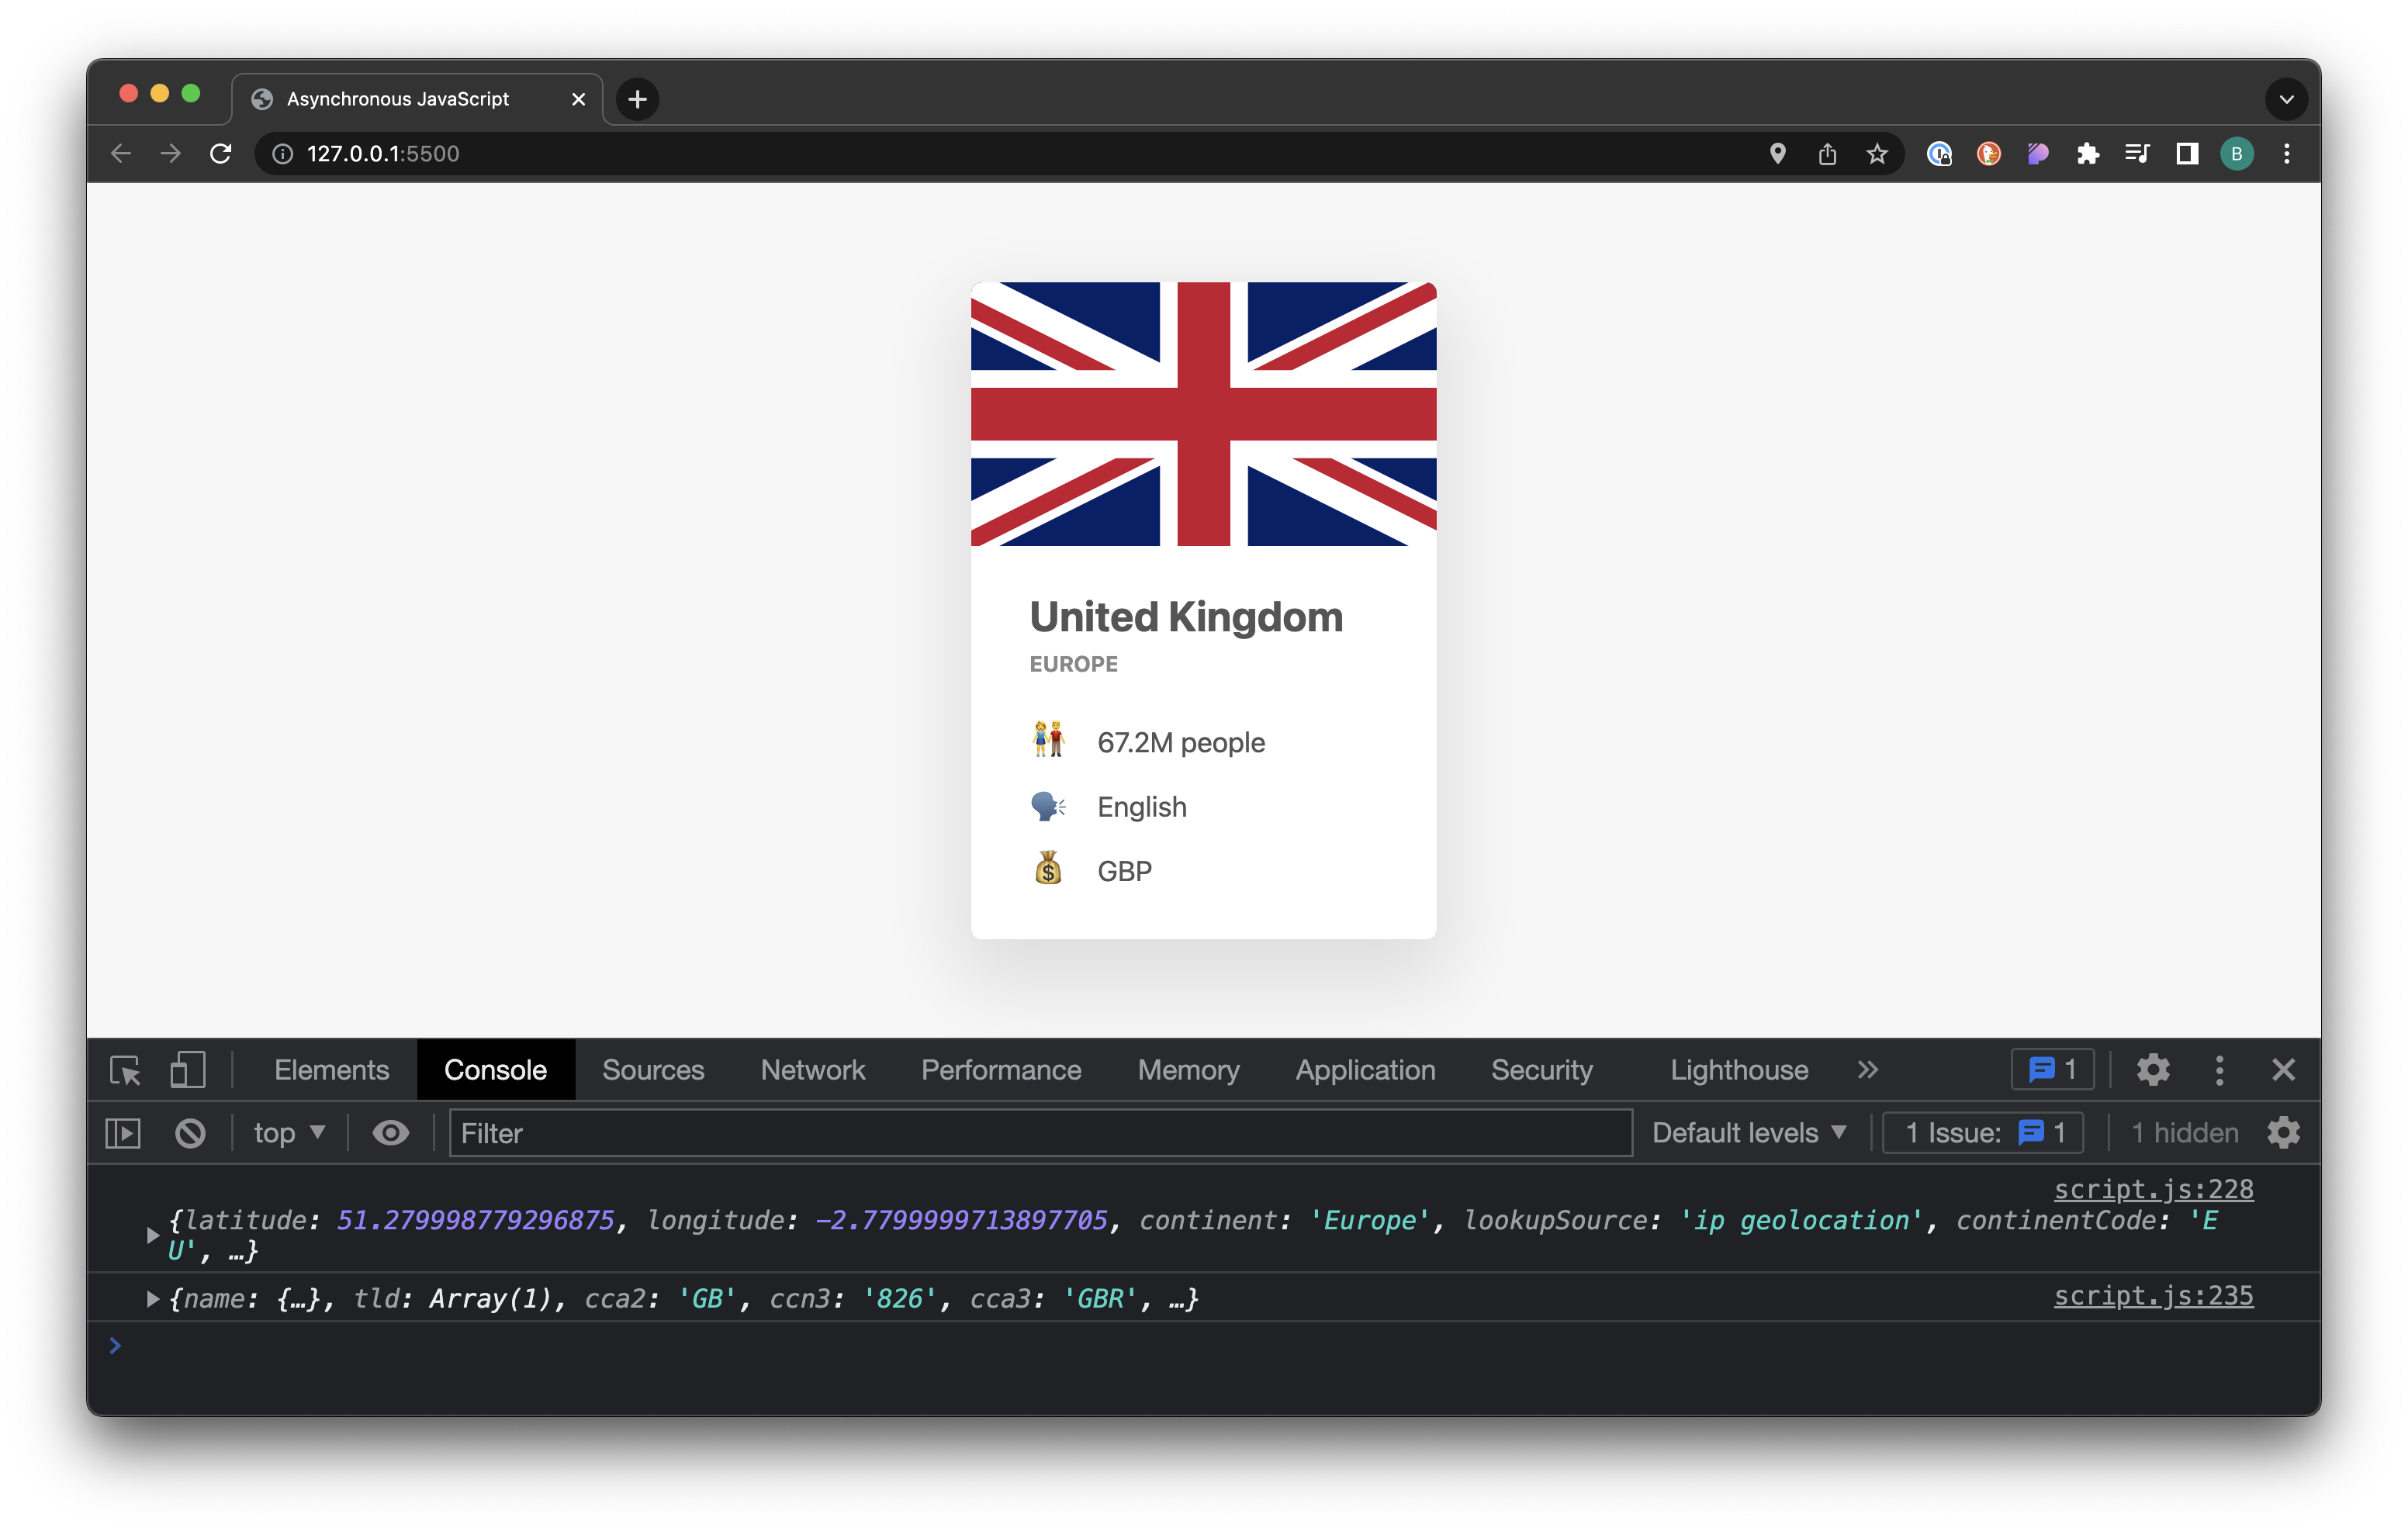 Asynchronous JavaScript
127.0.0.1:5500
B
United Kingdom
EUROPE
67.2M people
English
GBP
Elements Console Sources Network Performance Memory Application Security Lighthouse 1
top Filter Default levels 1 Issue: 1 1 hidden
script.js:228
{latitude: 51.279998779296875, longitude: −2.7799999713897705, continent: 'Europe', lookupSource: 'ip geolocation', continentCode: 'E
U', …}
{name: {…}, tld: Array(1), cca2: 'GB', ccn3: '826', cca3: 'GBR', …} script.js:235